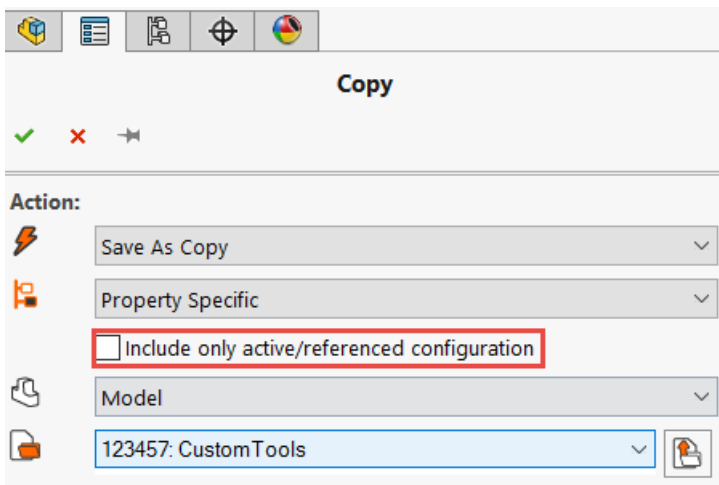 Copy
Action:
Save As Copy
Property Specific
Include only active/referenced configuration
Model
123457: CustomTools